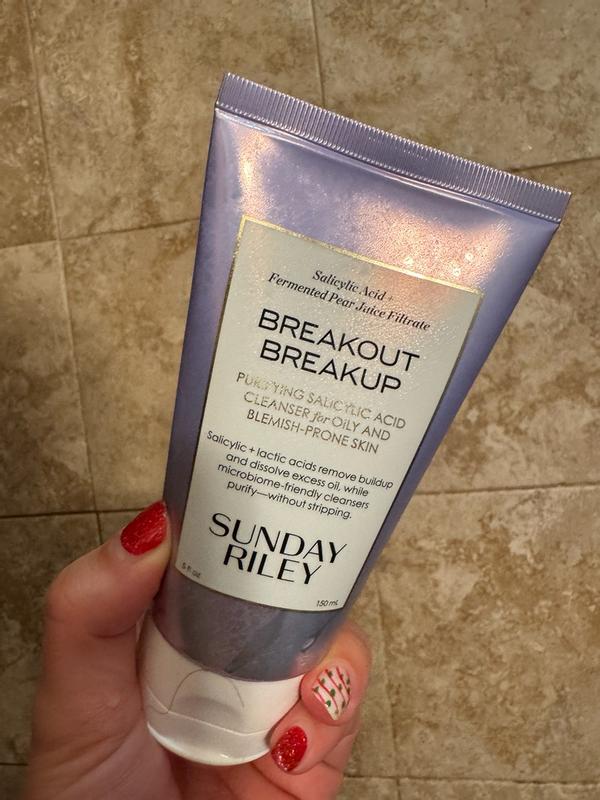 Salicylic Acid +
Fermented Pear Juice Filtrate
BREAKOUT
BREAKUP
PURIFYING SALICYLIC ACID
CLEANSER for OILY AND
BLEMISH-PRONE SKIN
Salicylic + lactic acids remove buildup
and dissolve excess oil, while
microbiome-friendly cleansers
purify—without stripping.
SUNDAY
RILEY
5 fl oz
150 mL